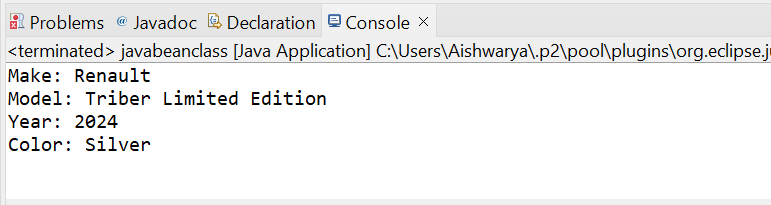 Problems @ Javadoc Declaration Console
<terminated> javabeanclass [Java Application] C:\Users\Aishwarya\.p2\pool\plugins\org.eclipse.ju
Make: Renault
Model: Triber Limited Edition
Year: 2024
Color: Silver